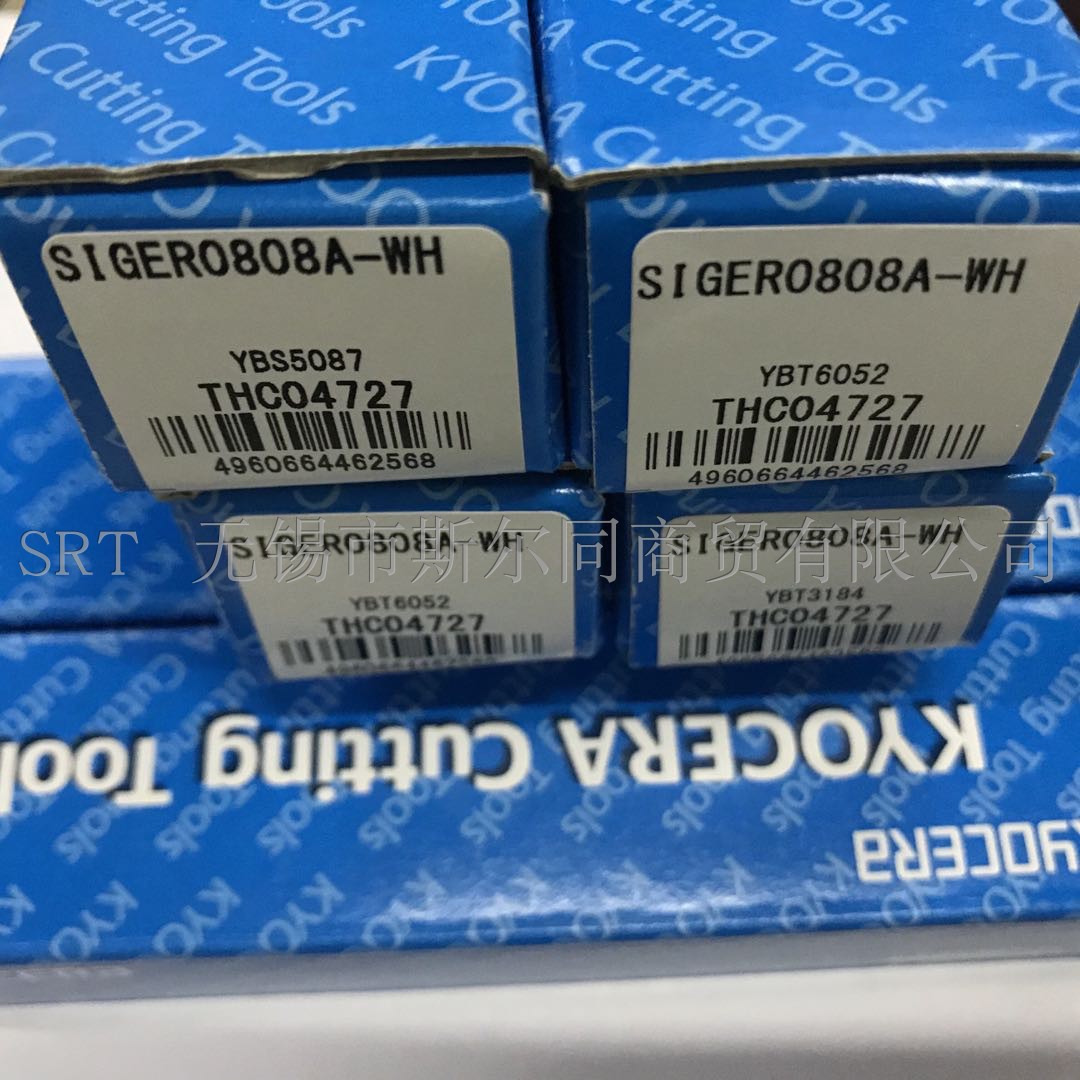 Cutting Tools KYOCERA
Cutting Tools
SIGER0808A-WH
YBS5087
THC04727
4960664462568
SIGER0808A-WH
YBT6052
THC04727
4960664462568
SRT 无锡市斯尔同商贸有限公司
SIGER0808A-WH
YBT6052
THC04727
SIGER0808A-WH
YBT3184
THC04727
KYOCERA Cutting Tool
KYOCERA